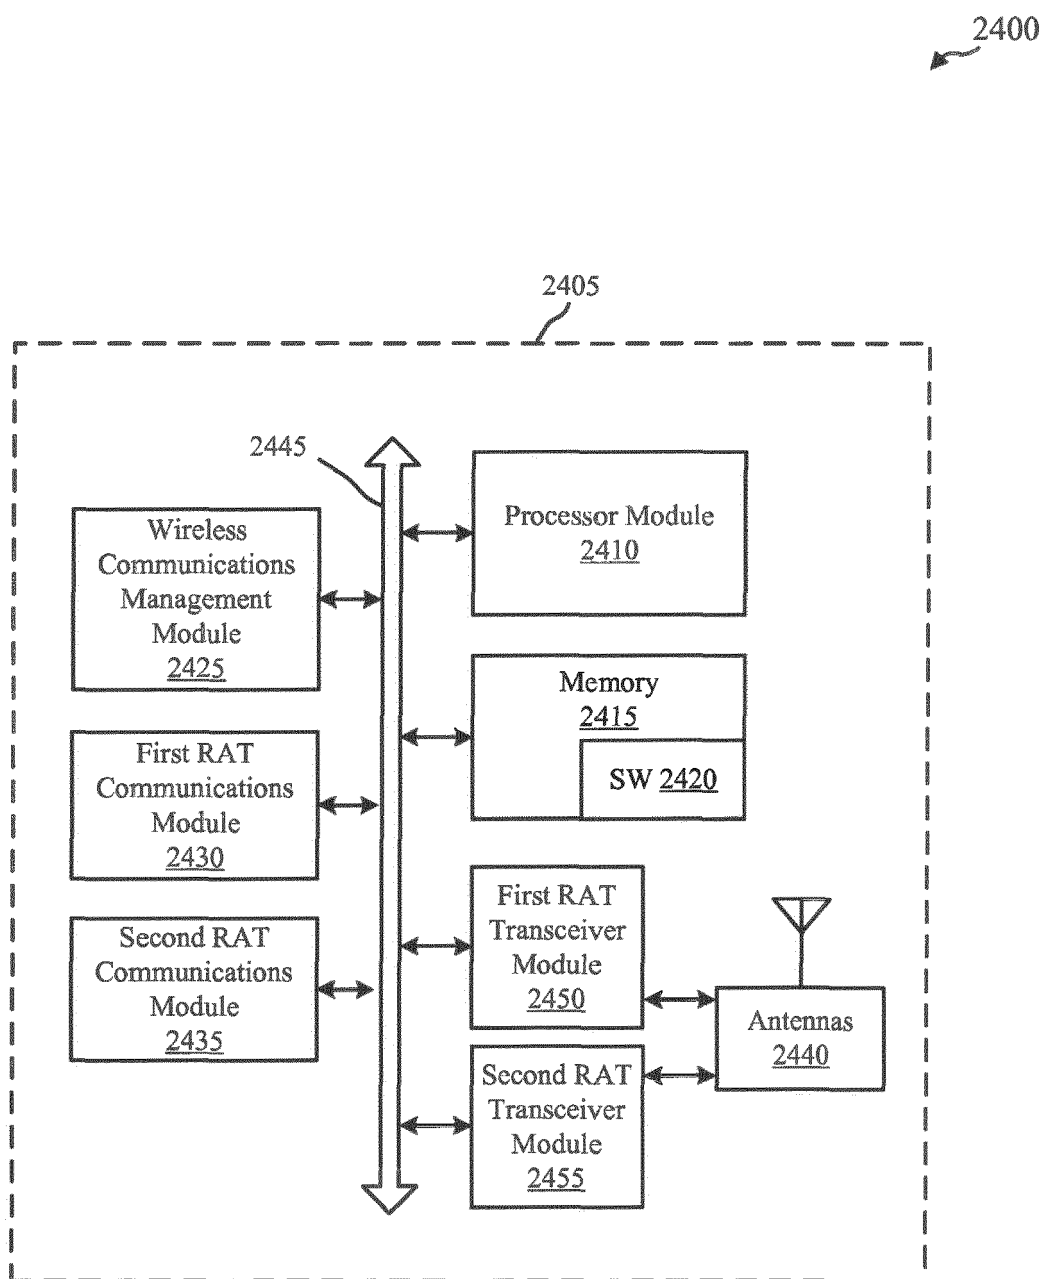 2400
2405
2445
Wireless
Communications
Management
Module
2425
First RAT
Communications
Module
2430
Second RAT
Communications
Module
2435
Processor Module
2410
Memory
2415
SW 2420
First RAT
Transceiver
Module
2450
Second RAT
Transceiver
Module
2455
Antennas
2440